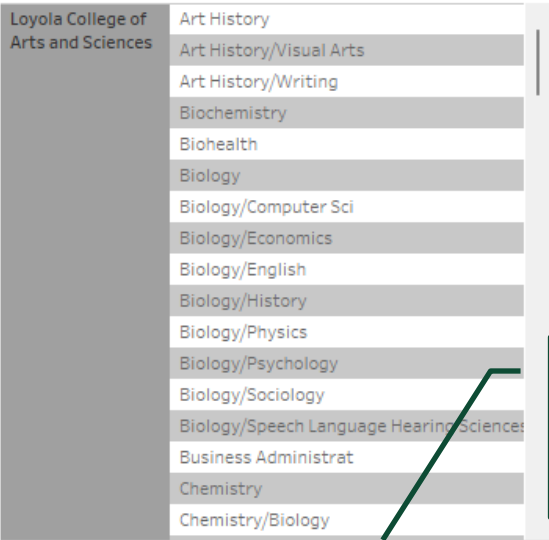 Loyola College of
Arts and Sciences
Art History
Art History/Visual Arts
Art History/Writing
Biochemistry
Biohealth
Biology
Biology/Computer Sci
Biology/Economics
Biology/English
Biology/History
Biology/Physics
Biology/Psychology
Biology/Sociology
Biology/Speech Language Hearing Sciences
Business Administrat
Chemistry
Chemistry/Biology